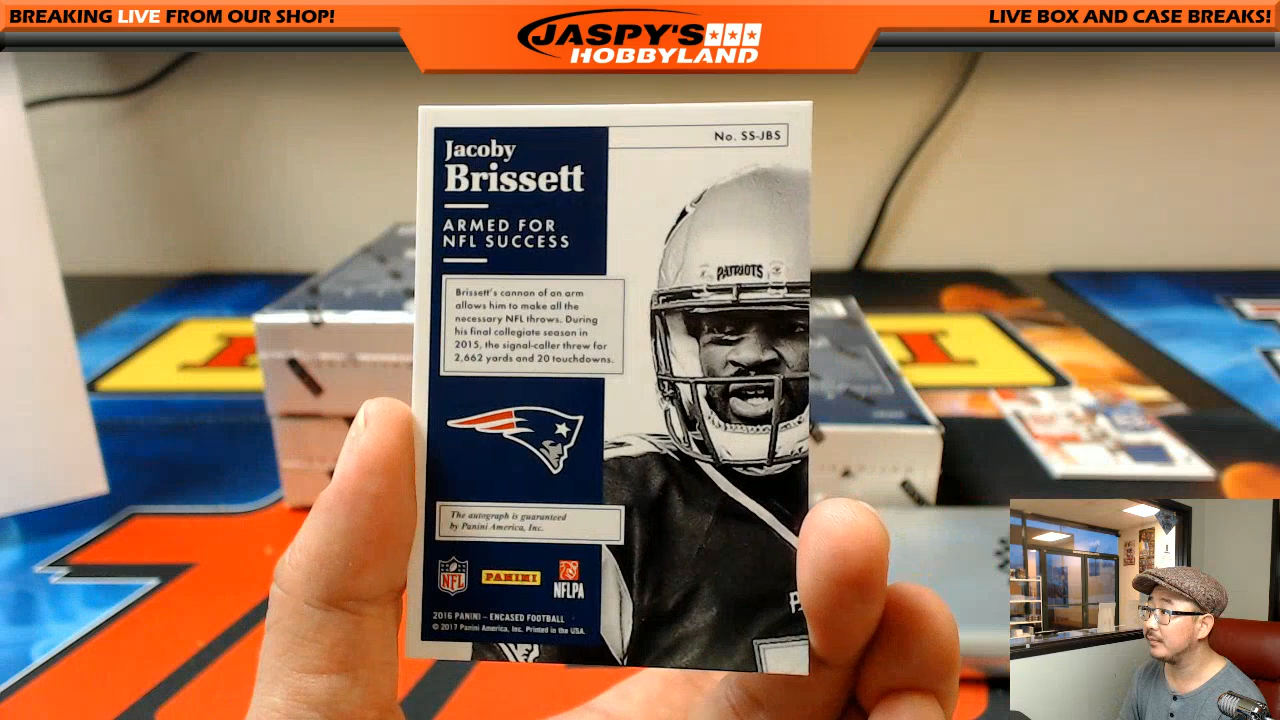 BREAKING LIVE FROM OUR SHOP!
JASPY'S
HOBBYLAND
LIVE BOX AND CASE BREAKS!
No. SS-JBS
Jacoby
Brissett
ARMED FOR
NFL SUCCESS
Brissett's cannon of an arm
allows him to make all the
necessary NFL throws. During
his final collegiate season in
2015, the signal-caller threw for
2,662 yards and 20 touchdowns.
PATRIOTS
The autograph is guaranteed
by Panini America, Inc.
NFL
PANINI
NFLPA
2016 PANINI – ENCASED FOOTBALL
© 2017 Panini America, Inc. Printed in the USA.